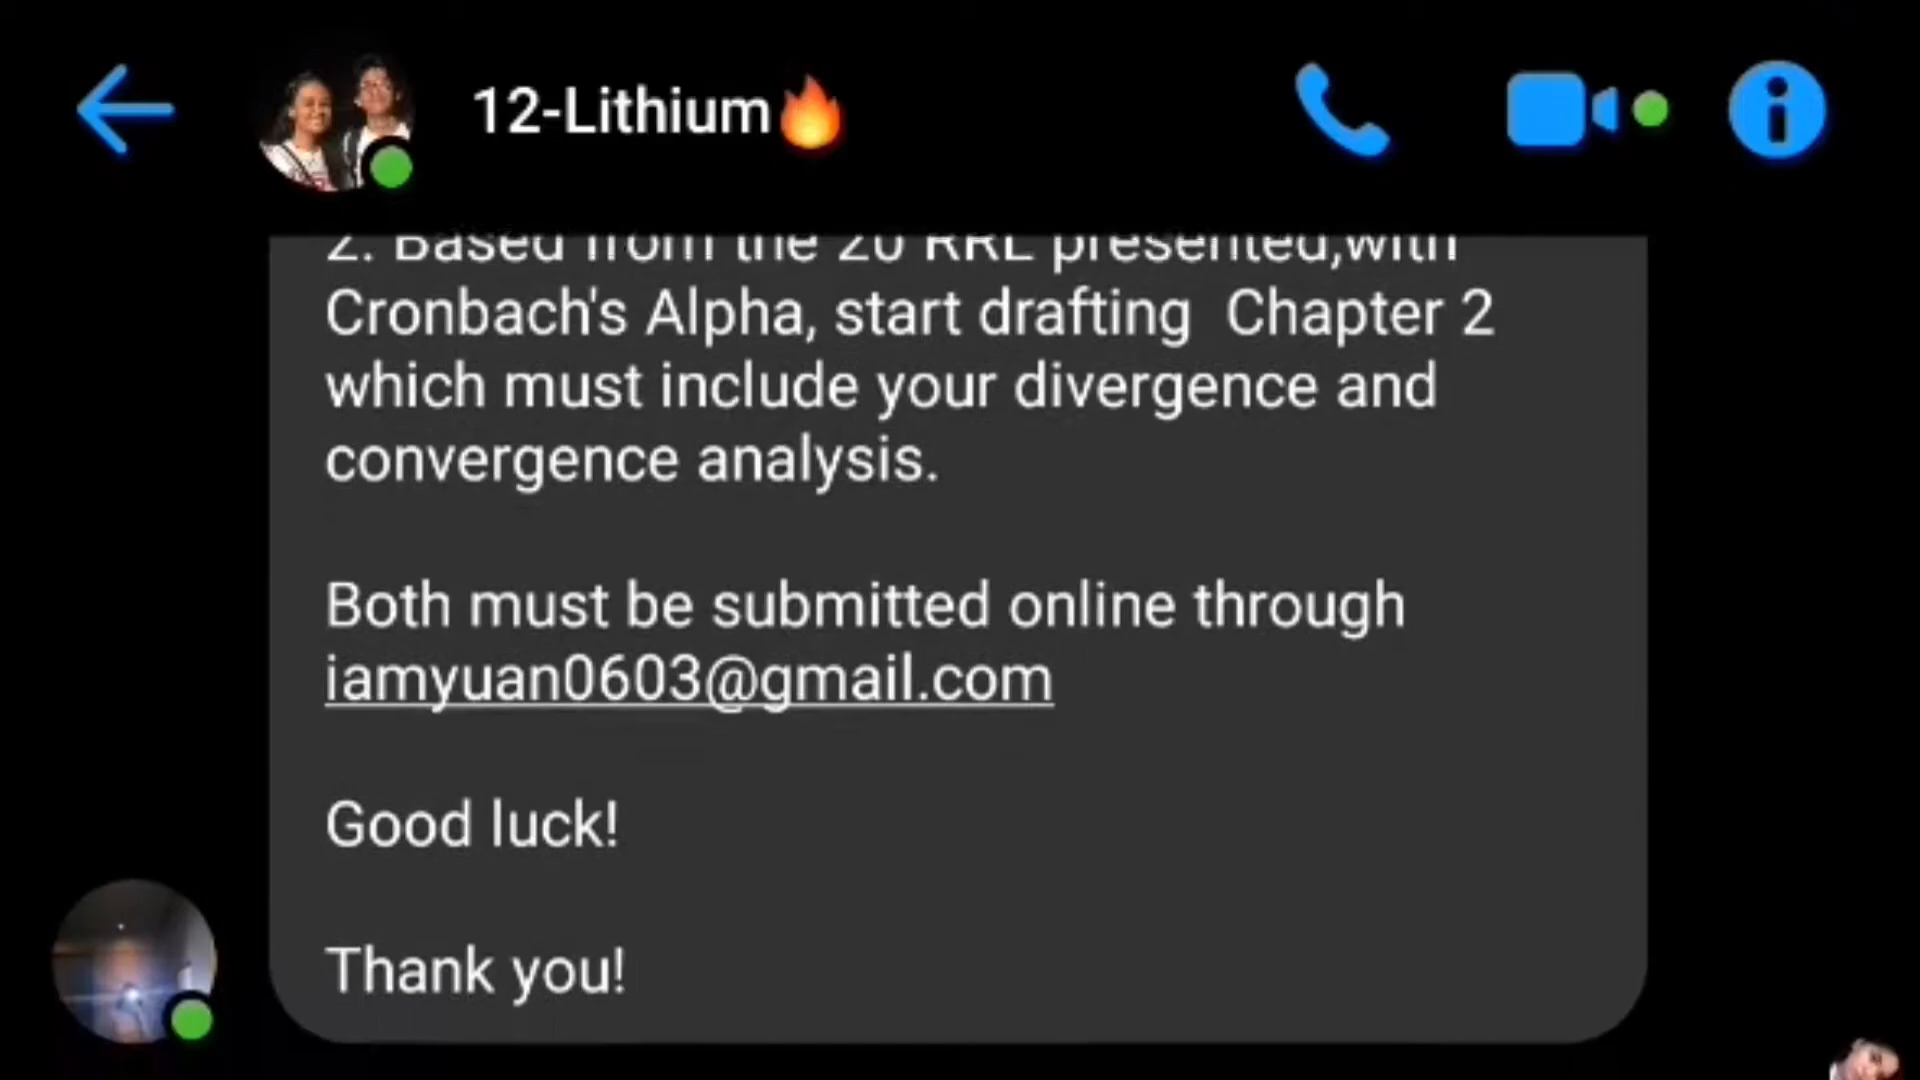 12-Lithium🔥
2. Based from the 20 RRL presented,with
Cronbach's Alpha, start drafting  Chapter 2
which must include your divergence and
convergence analysis.
Both must be submitted online through
iamyuan0603@gmail.com
Good luck!
Thank you!